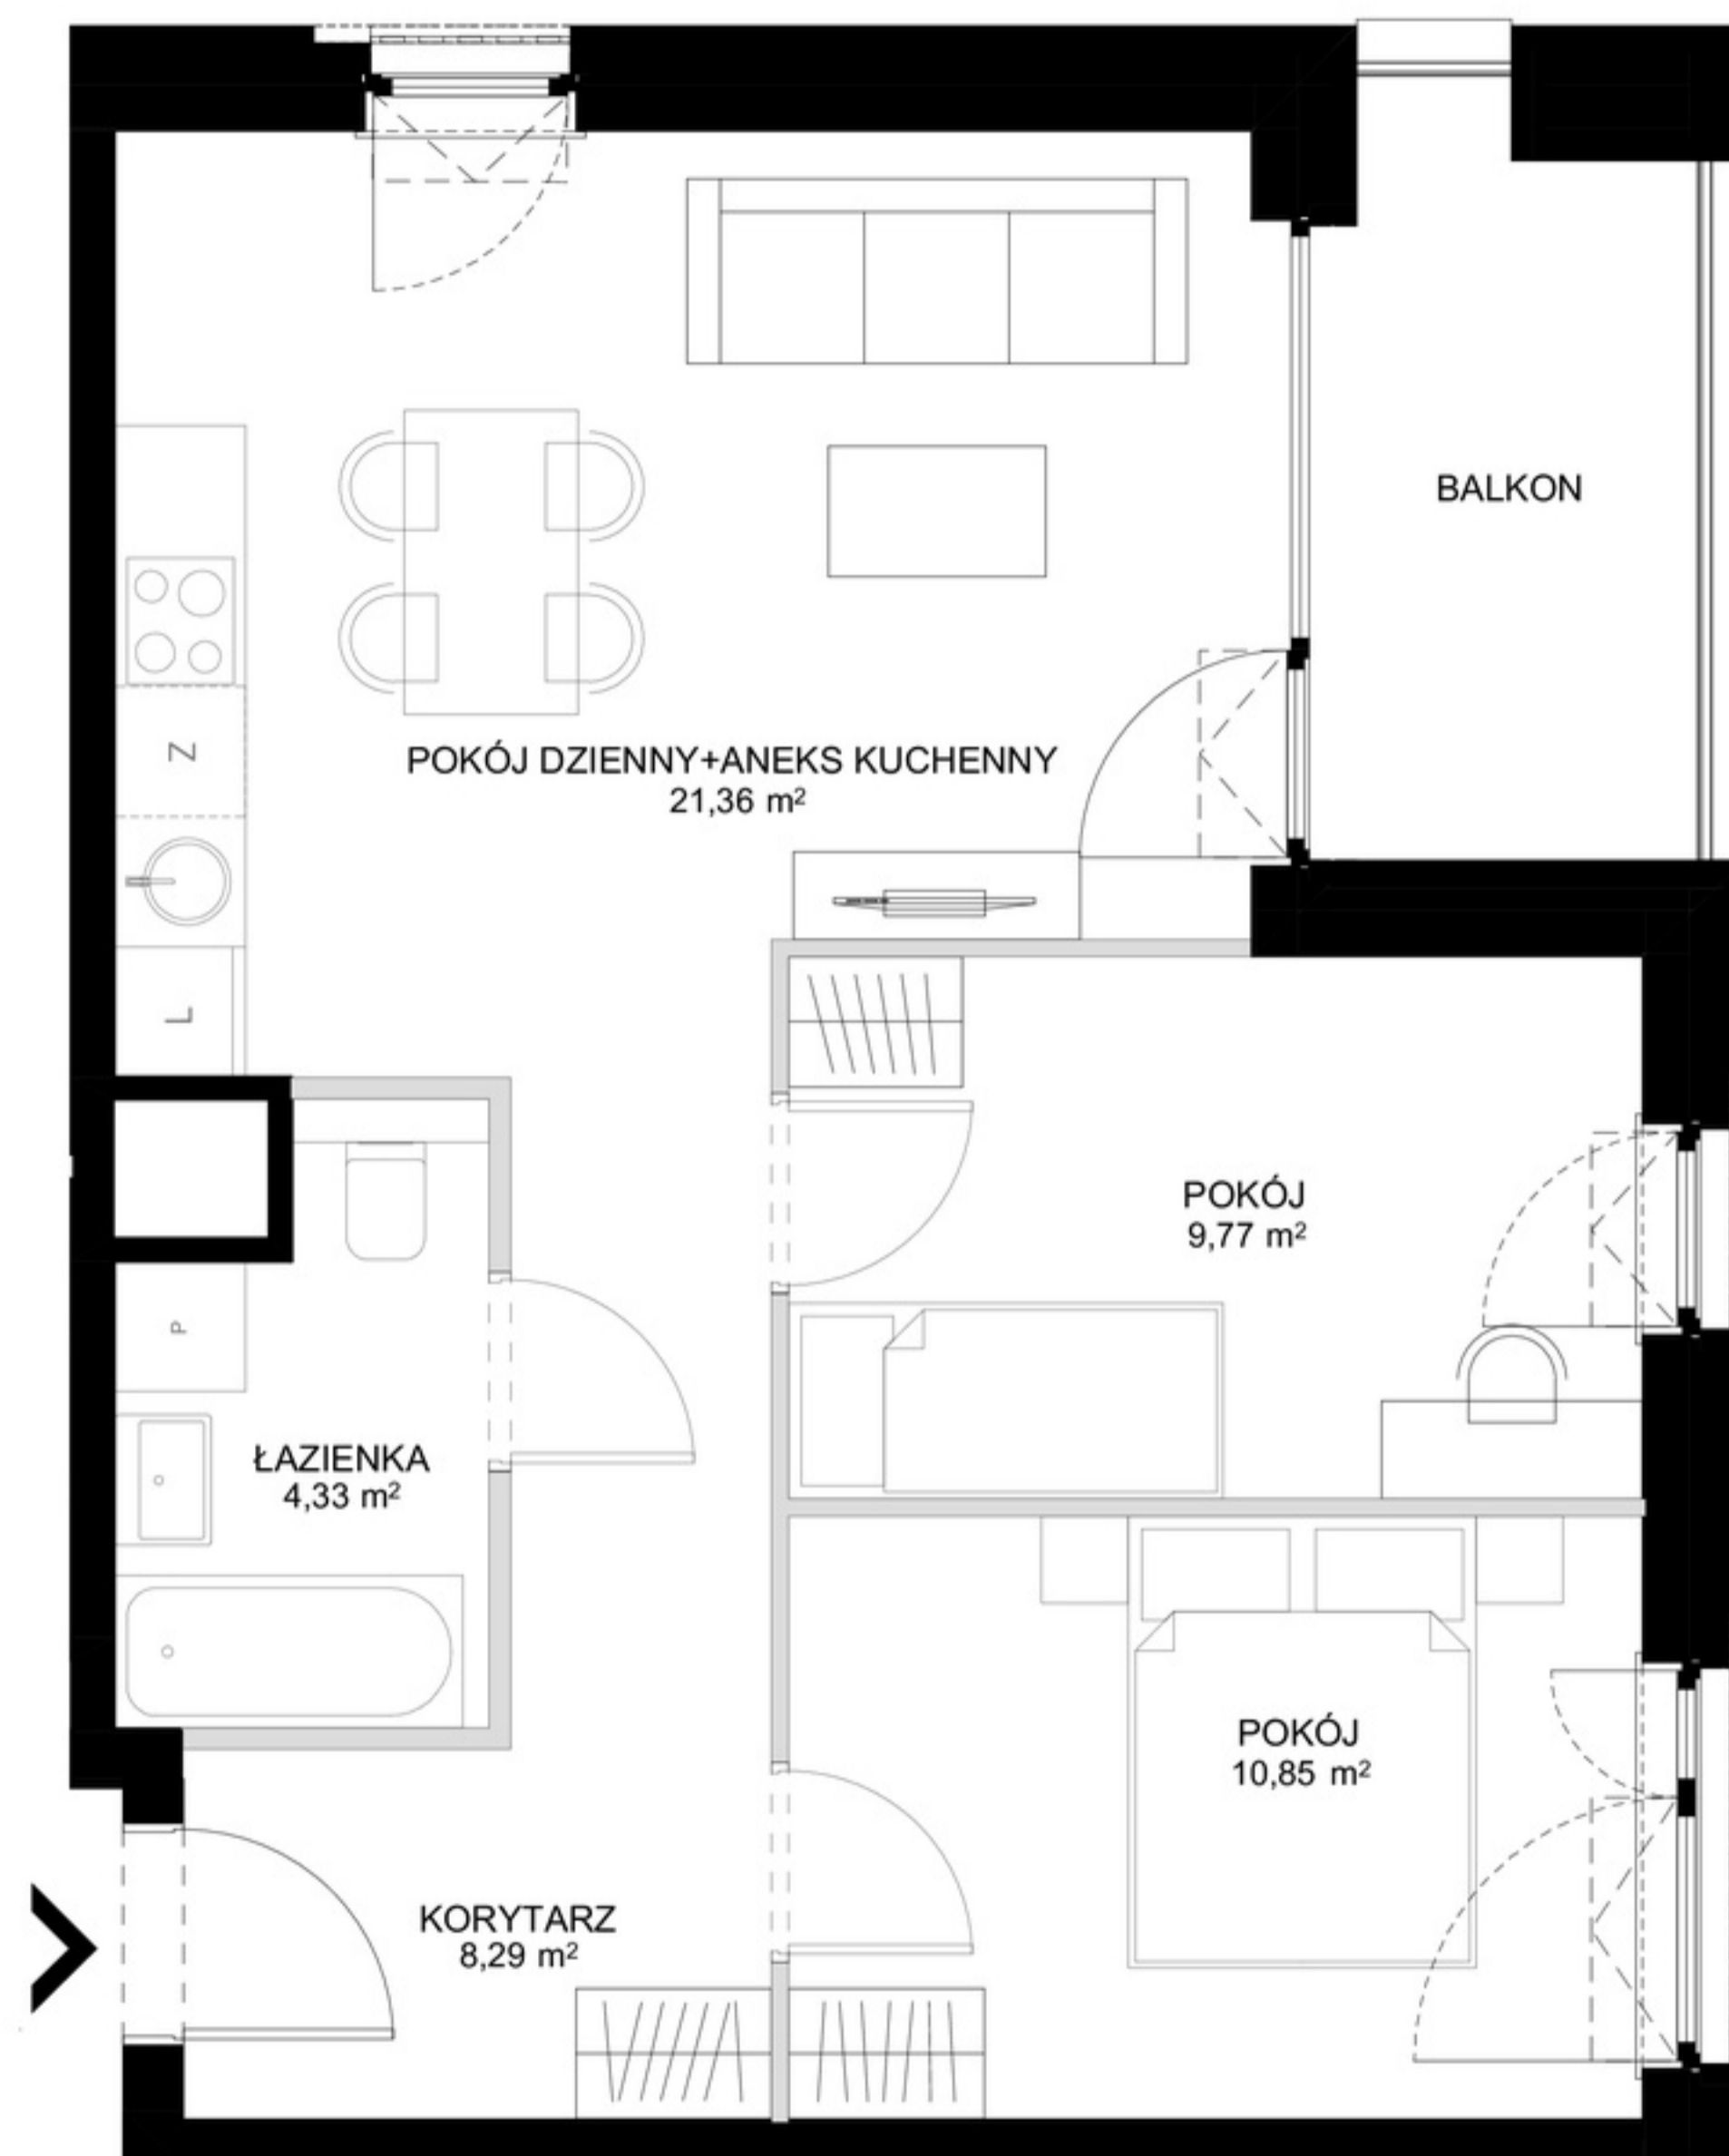 BALKON
Z
POKÓJ DZIENNY+ANEKS KUCHENNY
21,36 m²
L
POKÓJ
9,77 m²
P
ŁAZIENKA
4,33 m²
POKÓJ
10,85 m²
KORYTARZ
8,29 m²